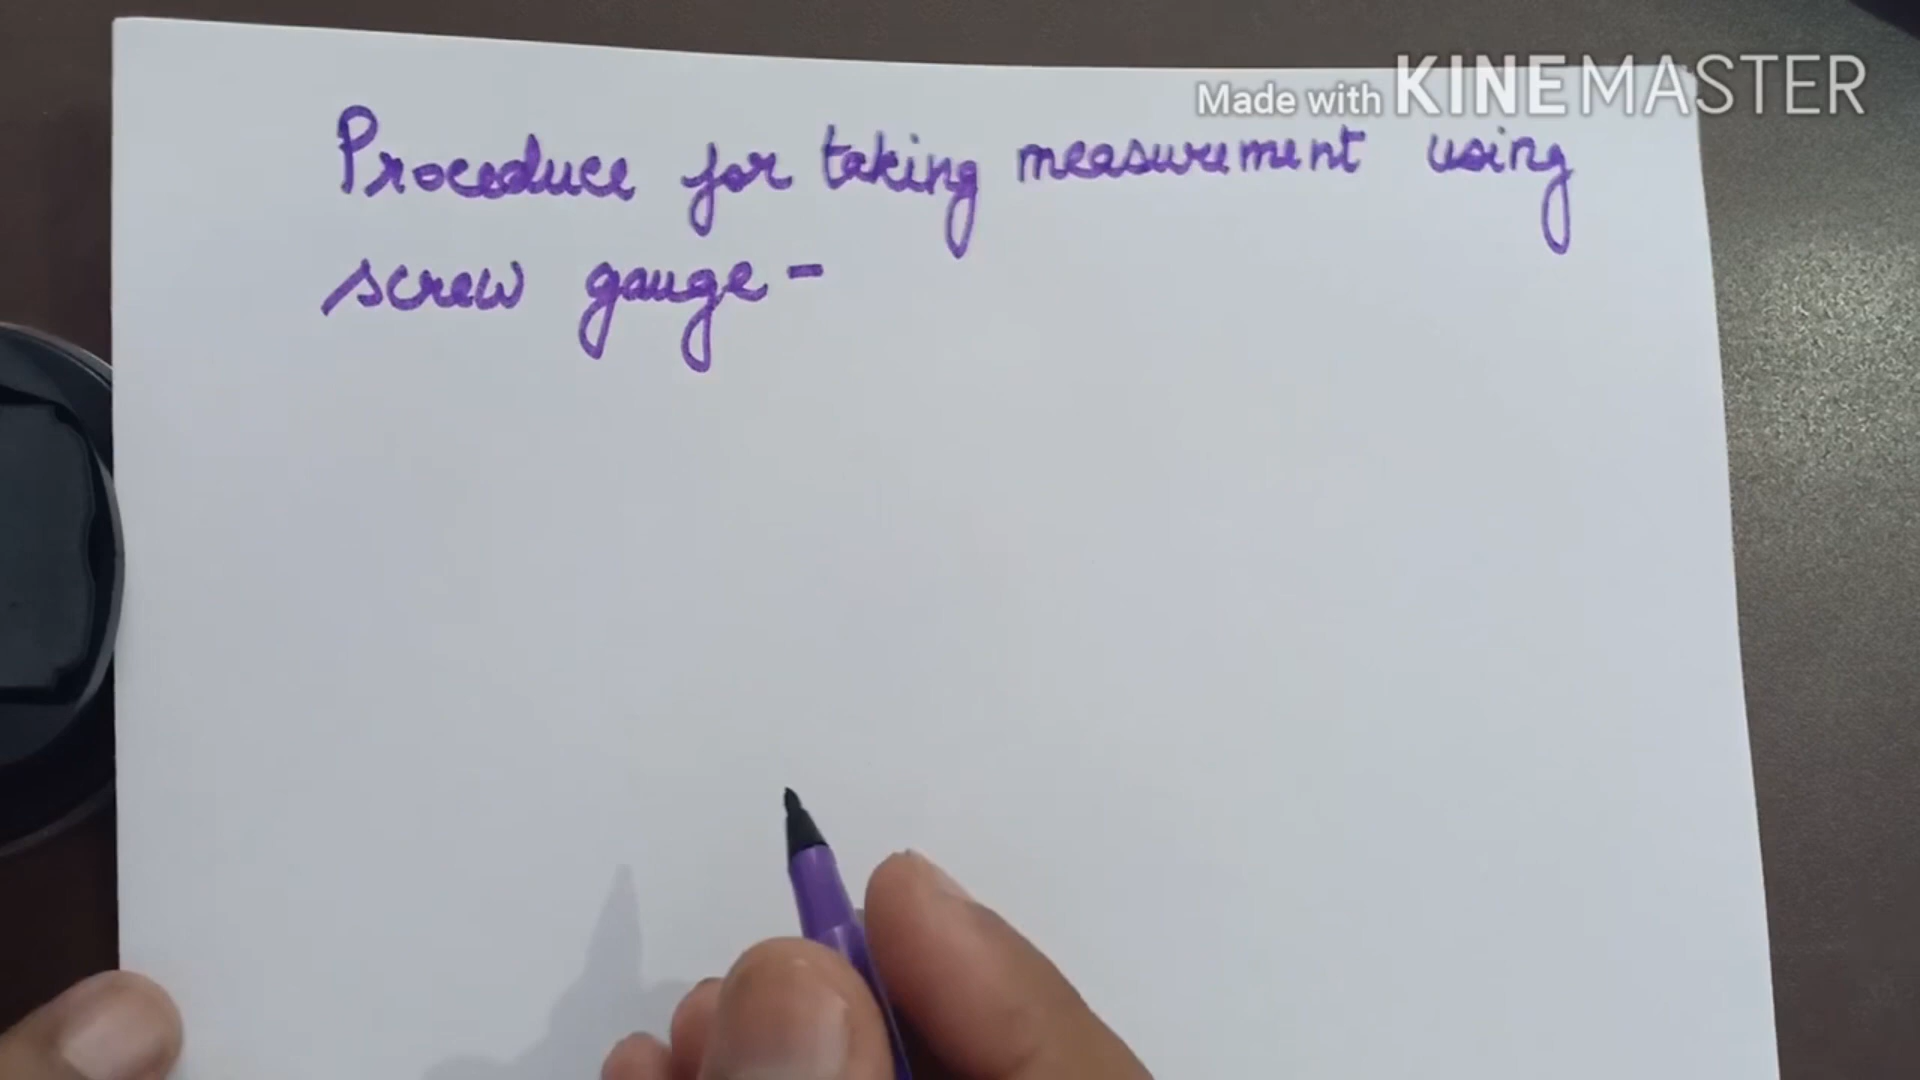 Made with KINEMASTER
Procedure for taking measurement using
screw gauge -